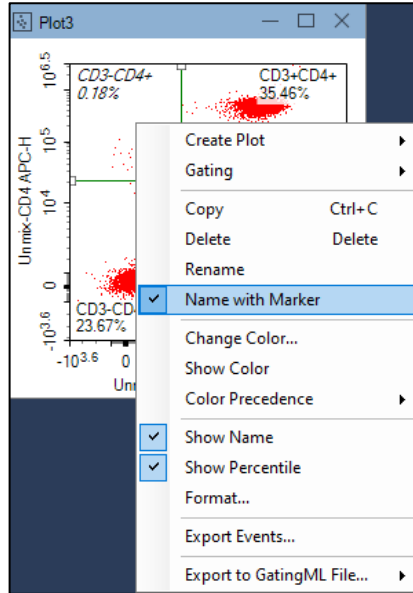 Plot3
CD3-CD4+
0.18%
CD3+CD4+
35.46%
10^6.5
10^5
10^4
0
-10^3.6
Unmix-CD4 APC-H
CD3-CD
23.67%
-10^3.6 0
Un
Create Plot
Gating
Copy Ctrl+C
Delete Delete
Rename
Name with Marker
Change Color...
Show Color
Color Precedence
Show Name
Show Percentile
Format...
Export Events...
Export to GatingML File...